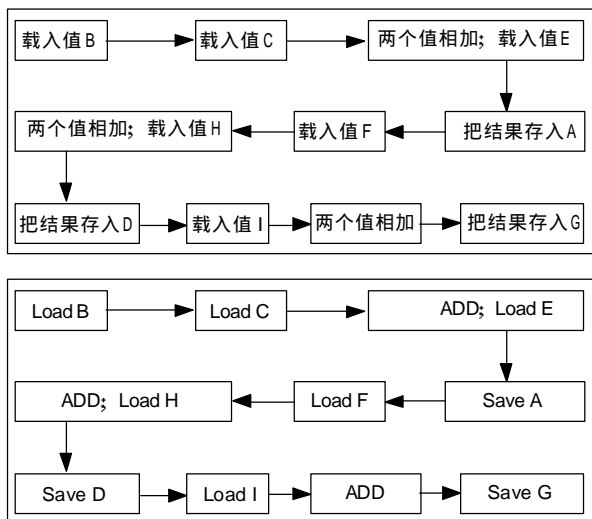 载入值B
载入值C
两个值相加；载入值E
两个值相加；载入值H
载入值F
把结果存入A
把结果存入D
载入值I
两个值相加
把结果存入G
Load B
Load C
ADD；Load E
ADD；Load H
Load F
Save A
Save D
Load I
ADD
Save G